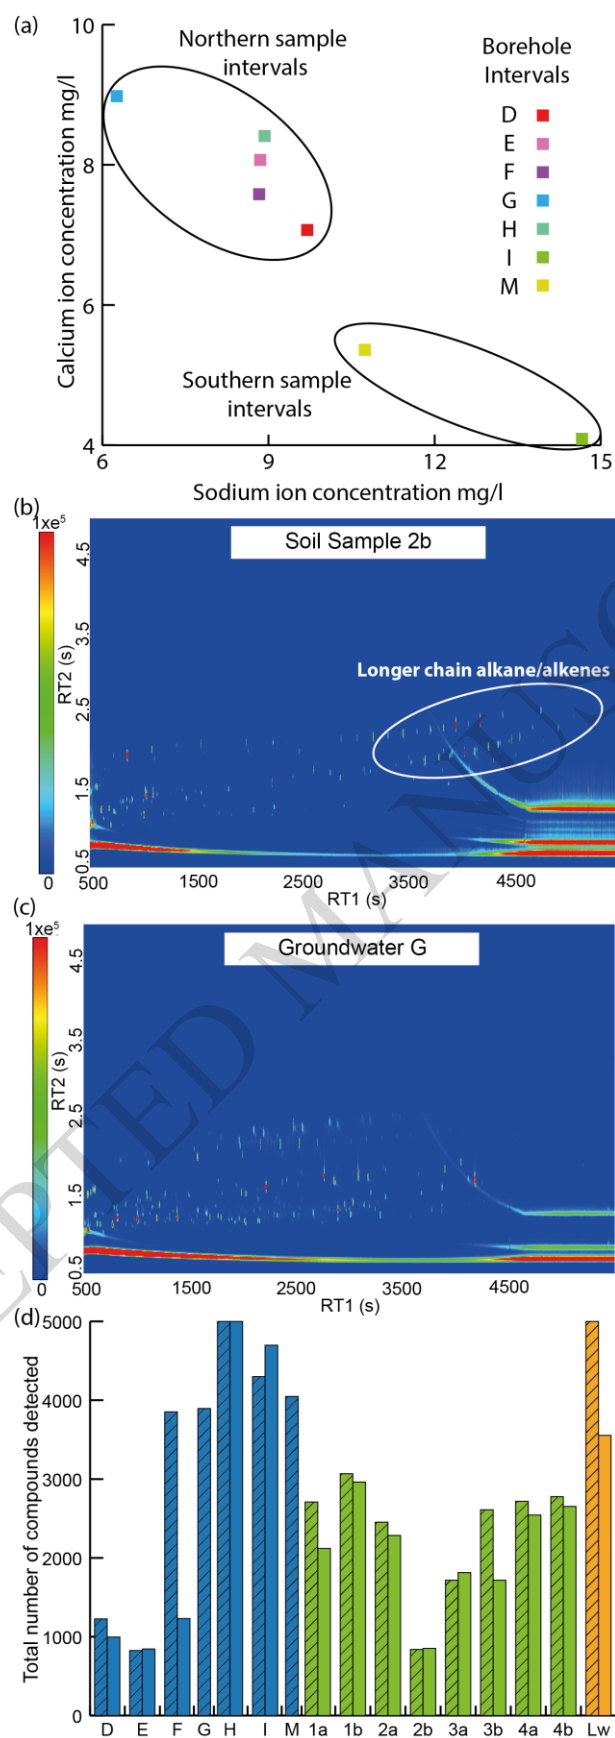 (a)
10
8
6
4
Calcium ion concentration mg/l
Northern sample
intervals
Borehole
Intervals
D
E
F
G
H
I
M
Southern sample
intervals
6
9
12
15
Sodium ion concentration mg/l
(b)
1xe⁵
0
RT2 (s)
4.5
3.5
2.5
1.5
0.5
Soil Sample 2b
Longer chain alkane/alkenes
500
1500
2500
3500
4500
RT1 (s)
(c)
1xe⁵
0
RT2 (s)
4.5
3.5
2.5
1.5
0.5
Groundwater G
500
1500
2500
3500
4500
RT1 (s)
(d)
5000
4000
3000
2000
1000
0
Total number of compounds detected
D E F G H I M 1a 1b 2a 2b 3a 3b 4a 4b Lw